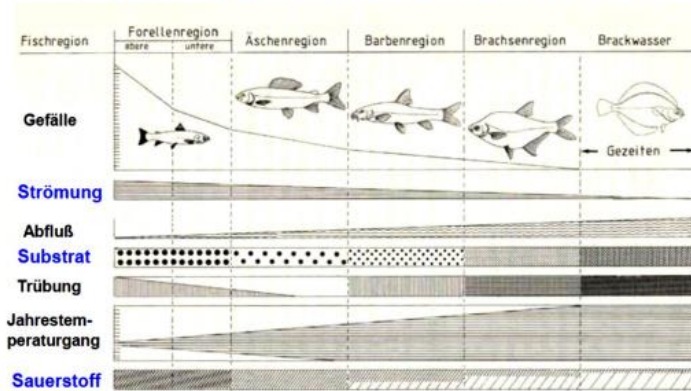 Fischregion
Forellenregion
obere
untere
Äschenregion
Barbenregion
Brachsenregion
Brackwasser
Gefälle
Gezeiten
Strömung
Abfluß
Substrat
Trübung
Jahrestem-
peraturgang
Sauerstoff